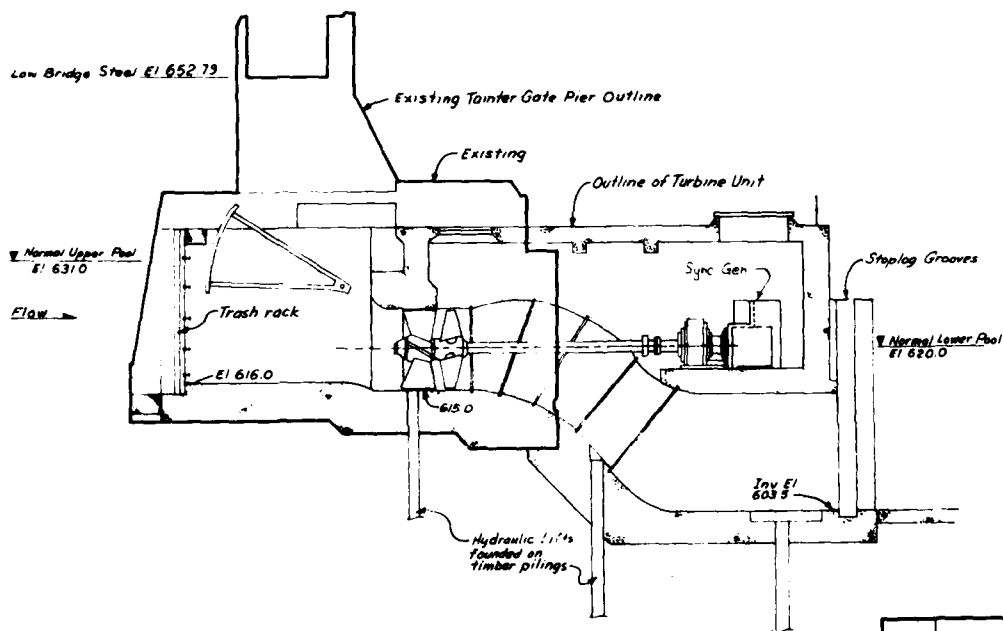 Low Bridge Steel El 652.79
Existing Tainter Gate Pier Outline
Existing
Outline of Turbine Unit
Normal Upper Pool
El 631.0
Sync Gen
Stoplog Grooves
Flow
Trash rack
Normal Lower Pool
El 620.0
El 616.0
615.0
Inv El
603.5
Hydraulic Lifts
founded on
timber pilings